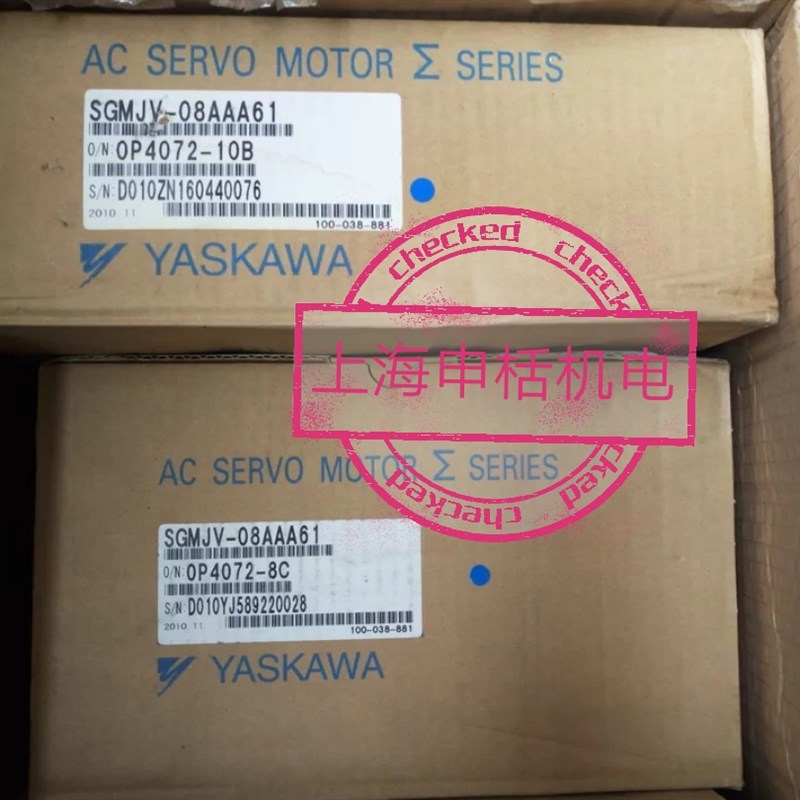 AC SERVO MOTOR Σ SERIES
SGMJV-08AAA61
O/N: OP4072-10B
S/N: D010ZN160440076
2010.11
100-038-881
YASKAWA
checked checked
上海申栝机电
AC SERVO MOTOR Σ SERIES
checked checked checked
SGMJV-08AAA61
O/N: OP4072-8C
S/N: D010YJ589220028
2010.11.
100-038-881
YASKAWA